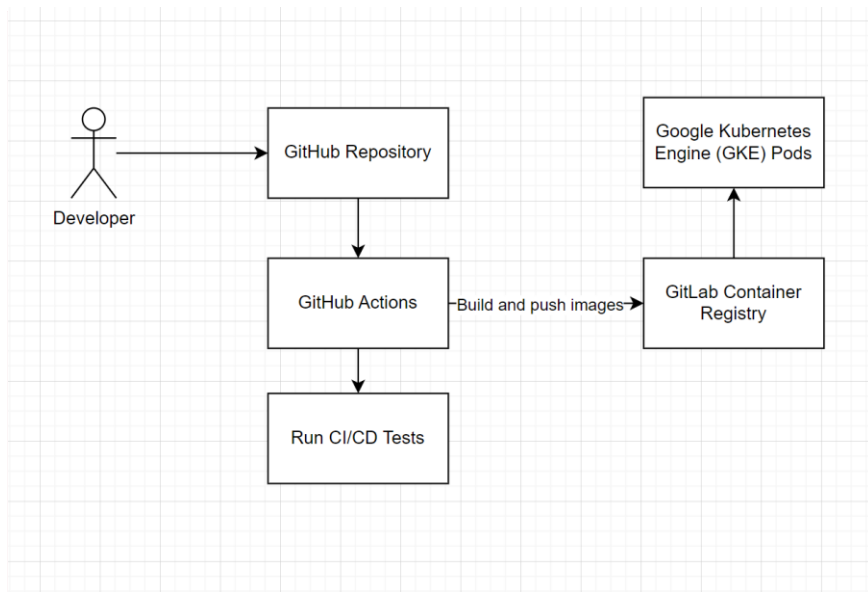 GitHub Repository
Google Kubernetes
Engine (GKE) Pods
Developer
GitHub Actions
Build and push images
GitLab Container
Registry
Run CI/CD Tests